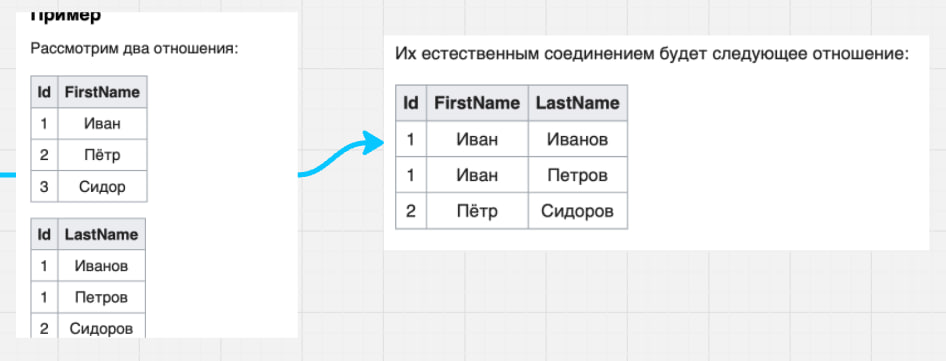 Пример
Рассмотрим два отношения:
Id FirstName
1 Иван
2 Пётр
3 Сидор
Id LastName
1 Иванов
1 Петров
2 Сидоров
Их естественным соединением будет следующее отношение:
Id FirstName LastName
1 Иван Иванов
1 Иван Петров
2 Пётр Сидоров